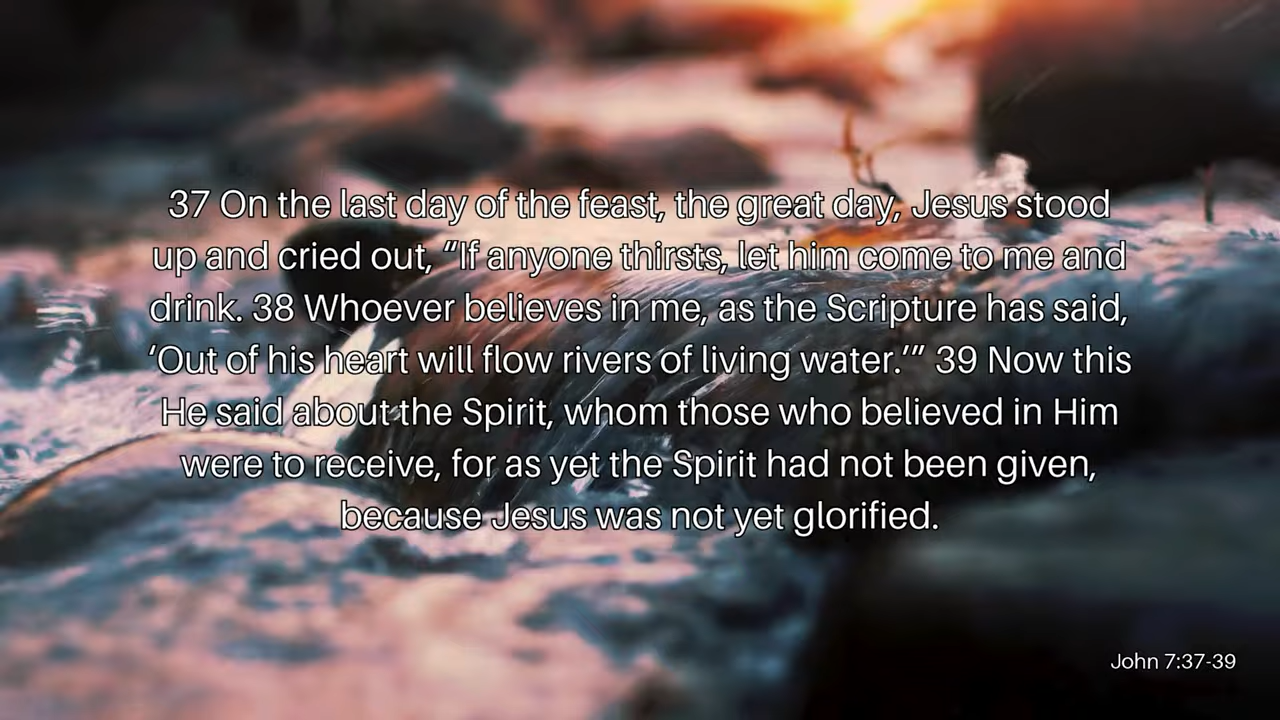 37 On the last day of the feast, the great day, Jesus stood
up and cried out, “If anyone thirsts, let him come to me and
drink. 38 Whoever believes in me, as the Scripture has said,
‘Out of his heart will flow rivers of living water.’” 39 Now this
He said about the Spirit, whom those who believed in Him
were to receive, for as yet the Spirit had not been given,
because Jesus was not yet glorified.
John 7:37-39